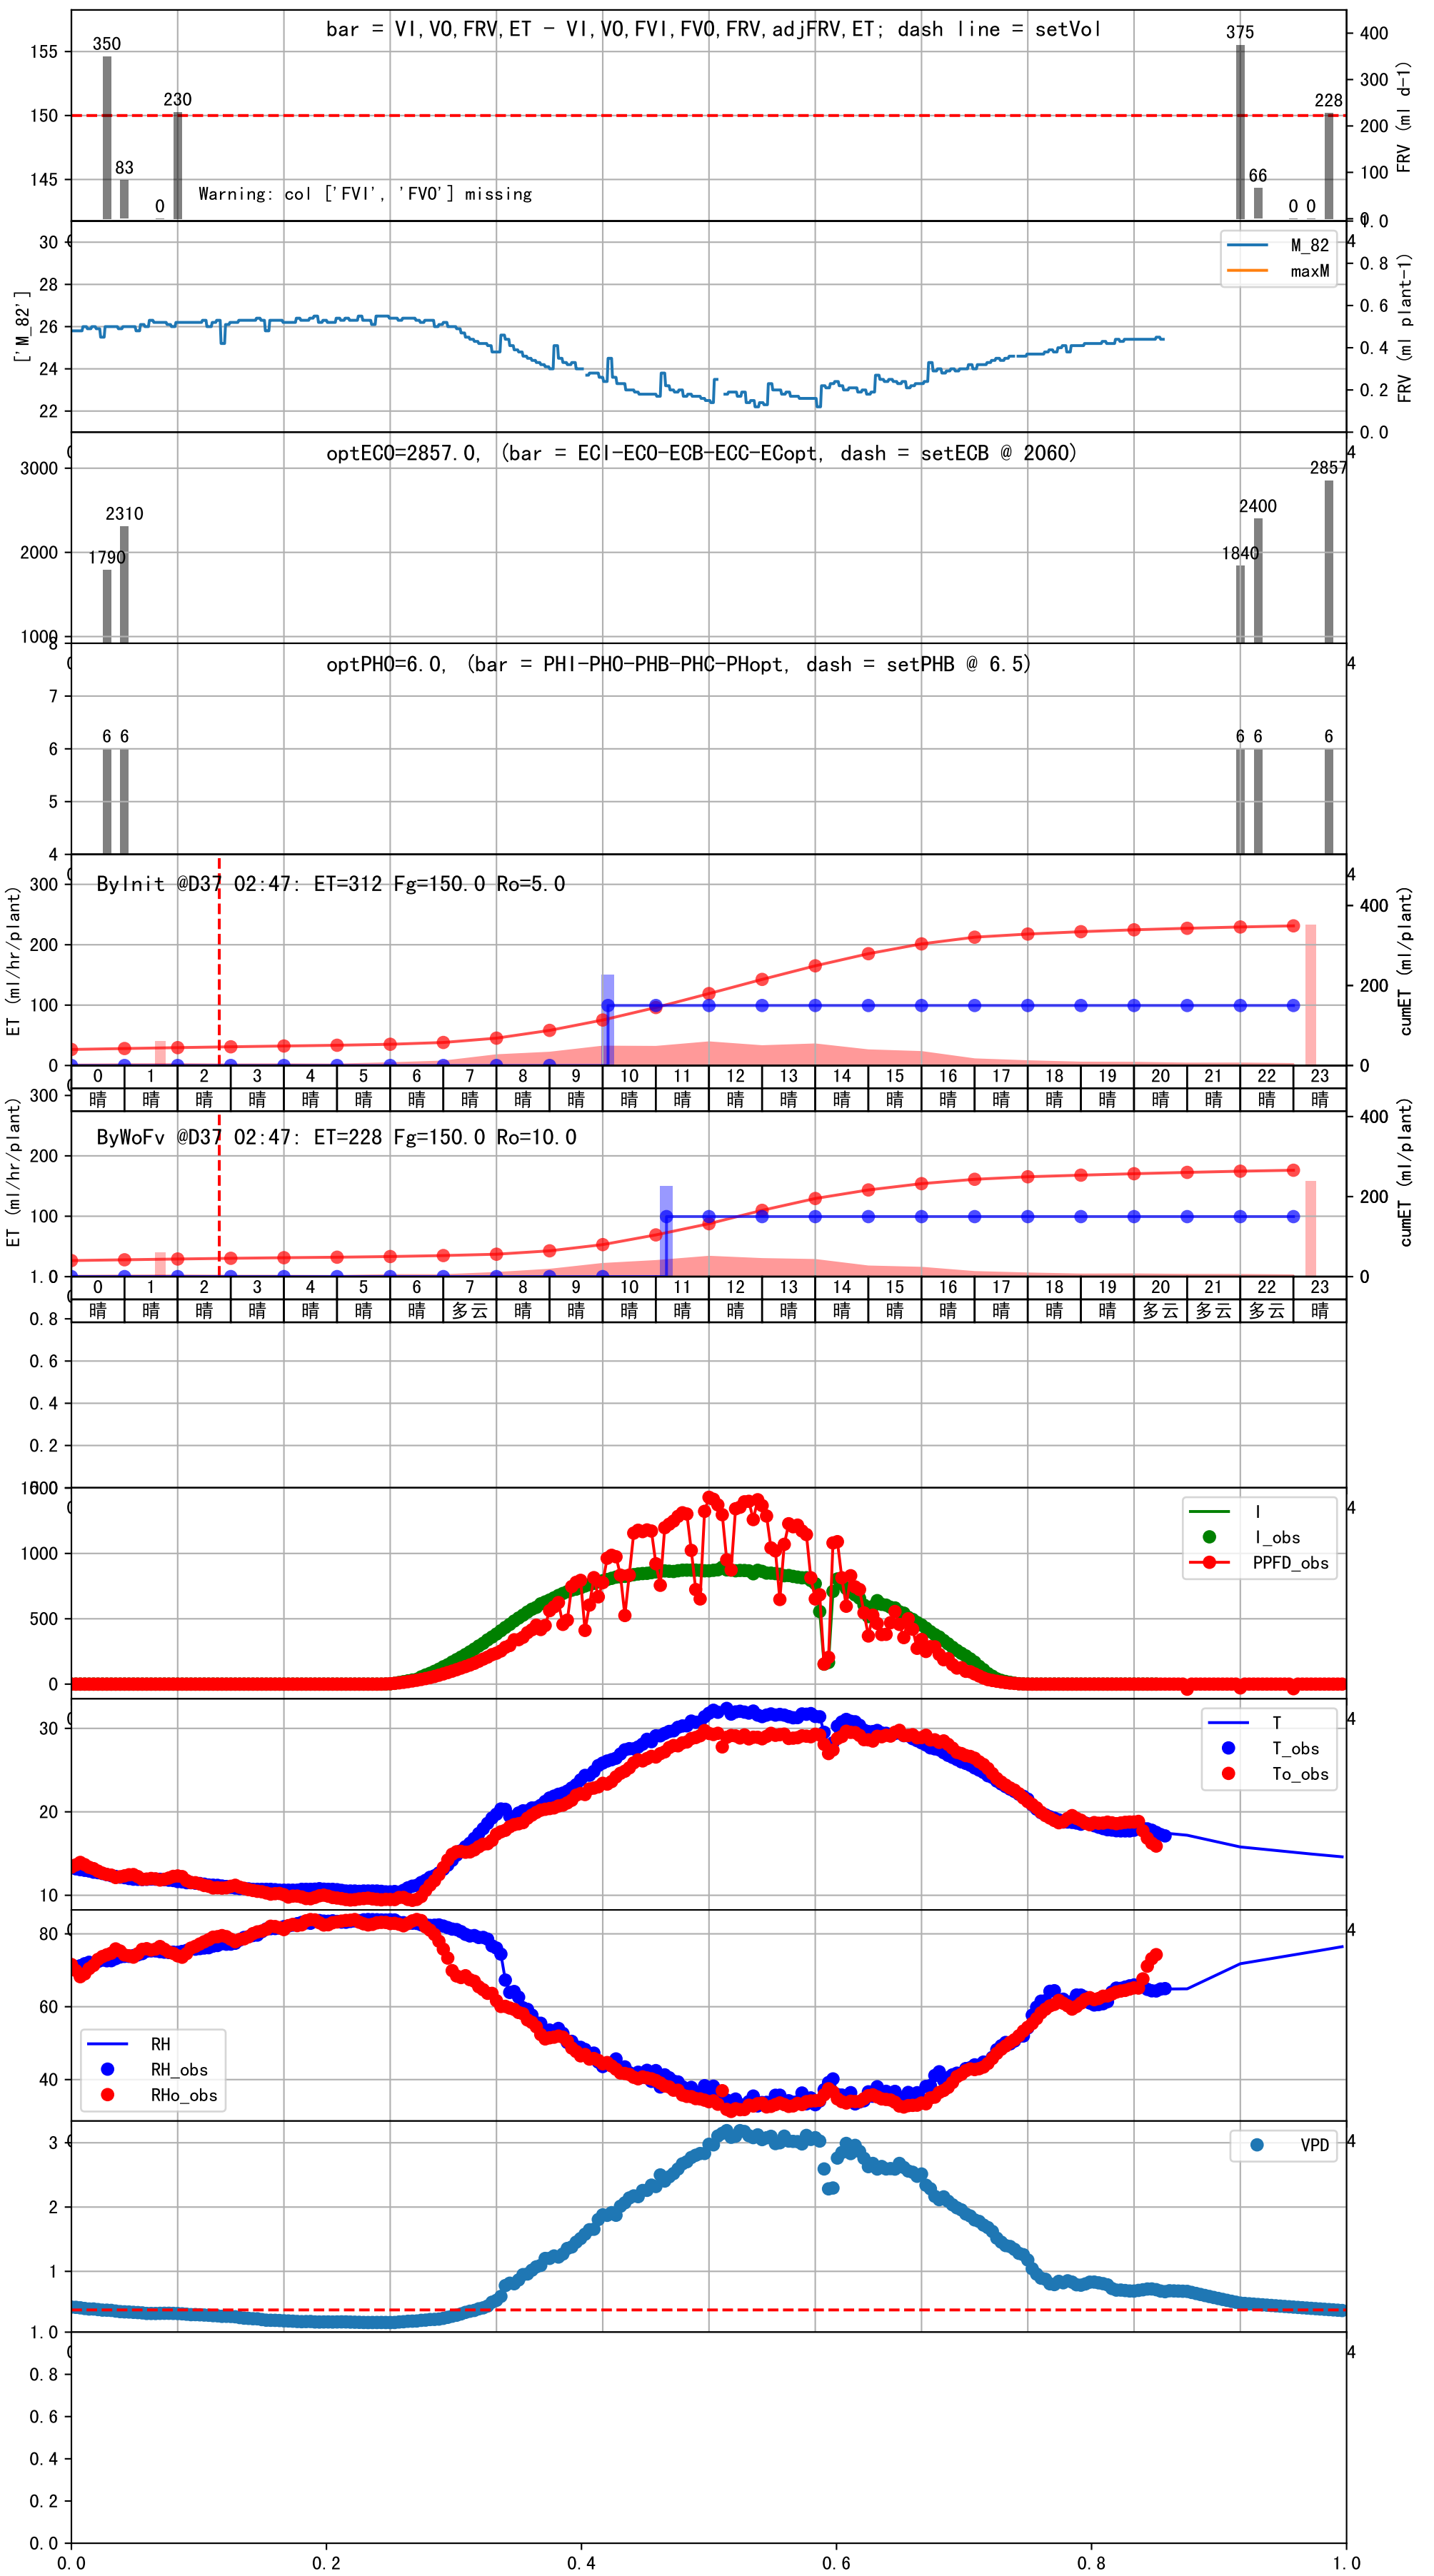 bar = VI,VO,FRV,ET - VI,VO,FVI,FVO,FRV,adjFRV,ET; dash line = setVol
350
83
0
230
375
66
0
0
228
Warning: col ['FVI', 'FVO'] missing
155
150
145
400
300
200
100
0
FRV (ml d-1)
30
28
26
24
22
['M_82']
M_82
maxM
1.0
0.8
0.6
0.4
0.2
0.0
FRV (ml plant-1)
optECO=2857.0, (bar = ECI-ECO-ECB-ECC-ECopt, dash = setECB @ 2060)
3000
2000
1000
1790
2310
1840
2400
2857
optPHO=6.0, (bar = PHI-PHO-PHB-PHC-PHopt, dash = setPHB @ 6.5)
8
7
6
5
4
6
6
6
6
6
ByInit @D37 02:47: ET=312 Fg=150.0 Ro=5.0
300
200
100
0
ET (ml/hr/plant)
400
200
0
cumET (ml/plant)
0 1 2 3 4 5 6 7 8 9 10 11 12 13 14 15 16 17 18 19 20 21 22 23
晴 晴 晴 晴 晴 晴 晴 晴 晴 晴 晴 晴 晴 晴 晴 晴 晴 晴 晴 晴 晴 晴 晴 晴
ByWoFv @D37 02:47: ET=228 Fg=150.0 Ro=10.0
300
200
100
ET (ml/hr/plant)
400
200
0
cumET (ml/plant)
0 1 2 3 4 5 6 7 8 9 10 11 12 13 14 15 16 17 18 19 20 21 22 23
晴 晴 晴 晴 晴 晴 晴 多云 晴 晴 晴 晴 晴 晴 晴 晴 晴 晴 晴 晴 多云 多云 多云 晴
1.0
0.8
0.6
0.4
0.2
1000
500
0
I
I_obs
PPFD_obs
30
20
10
T
T_obs
To_obs
80
60
40
RH
RH_obs
RHo_obs
3
2
1
VPD
1.0
0.8
0.6
0.4
0.2
0.0
0.0 0.2 0.4 0.6 0.8 1.0